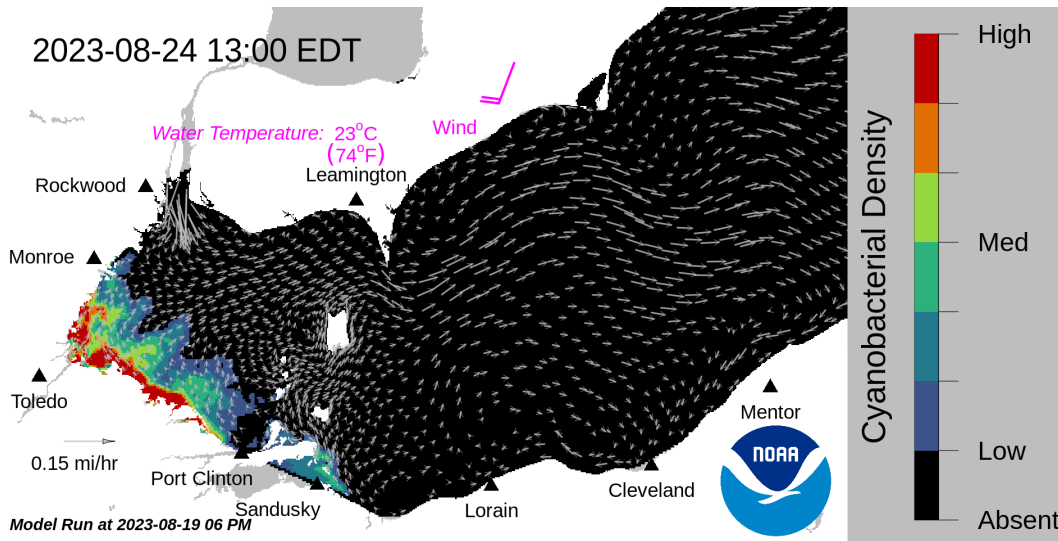 2023-08-24 13:00 EDT
High
Wind
Water Temperature: 23°C
(74°F)
Leamington
Rockwood
Monroe
Med
Cyanobacterial Density
Toledo
Mentor
0.15 mi/hr
NOAA
Low
Port Clinton
Cleveland
Sandusky
Lorain
Model Run at 2023-08-19 06 PM
Absent